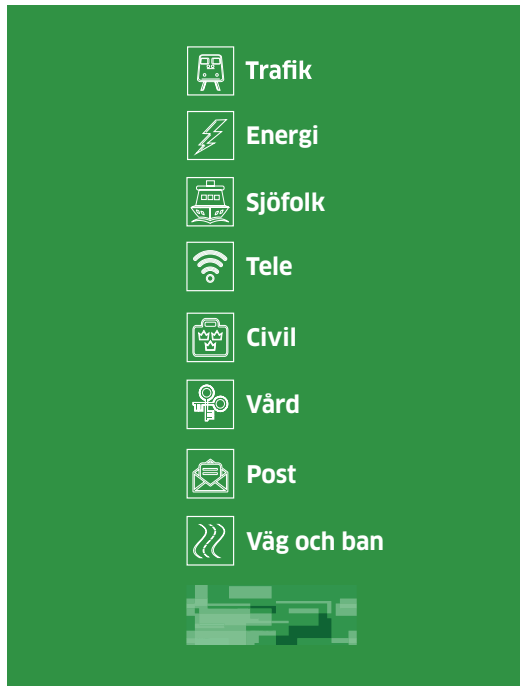 Trafik
Energi
Sjöfolk
Tele
Civil
Vård
Post
Väg och ban